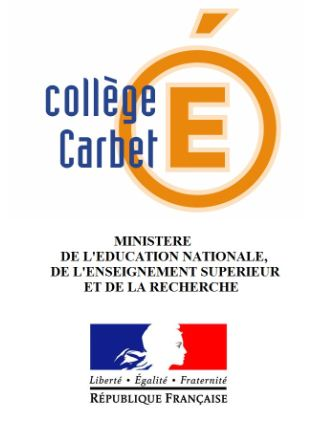 collège
Carbet
É
MINISTERE
DE L'EDUCATION NATIONALE,
DE L'ENSEIGNEMENT SUPERIEUR
ET DE LA RECHERCHE
Liberté • Égalité • Fraternité
RÉPUBLIQUE FRANÇAISE